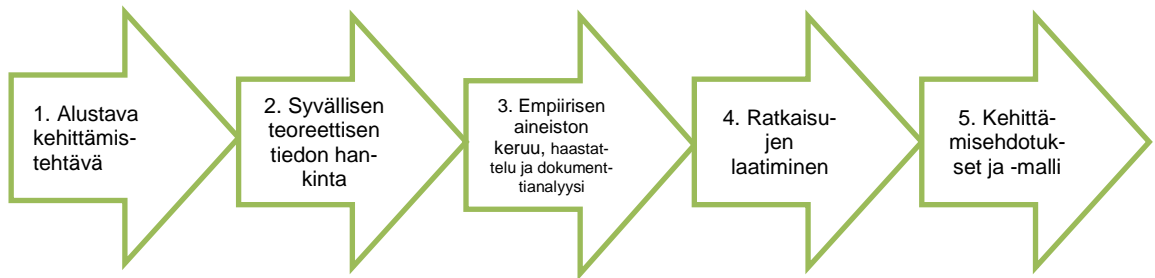 1. Alustava
kehittämis-
tehtävä
2. Syvällisen
teoreettisen
tiedon han-
kinta
3. Empiirisen
aineiston
keruu, haastat-
telu ja dokument-
tianalyysi
4. Ratkaisu-
jen
laatiminen
5. Kehittä-
misehdotuk-
set ja -malli